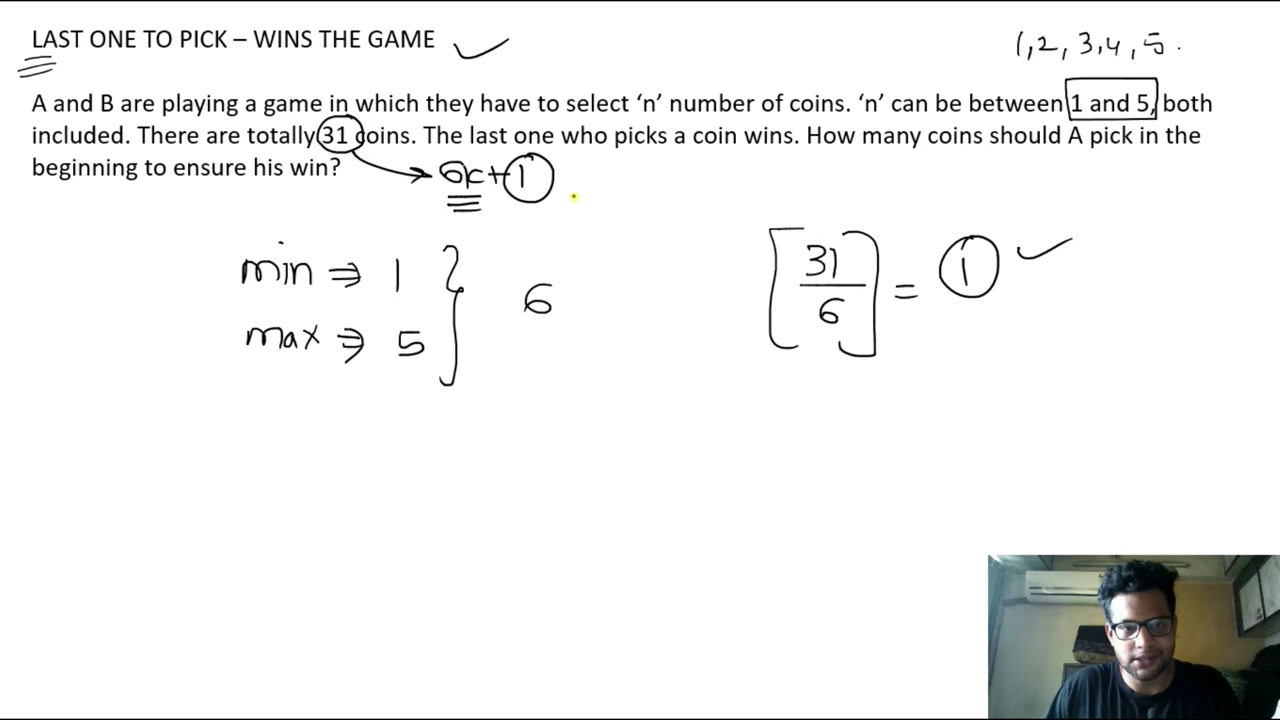 LAST ONE TO PICK – WINS THE GAME
1,2, 3,4, 5.
A and B are playing a game in which they have to select ‘n’ number of coins. ‘n’ can be between 1 and 5, both
included. There are totally 31 coins. The last one who picks a coin wins. How many coins should A pick in the
beginning to ensure his win?
6k+1
min ⇒ 1
max ⇒ 5
} 6
[31/6] = 1